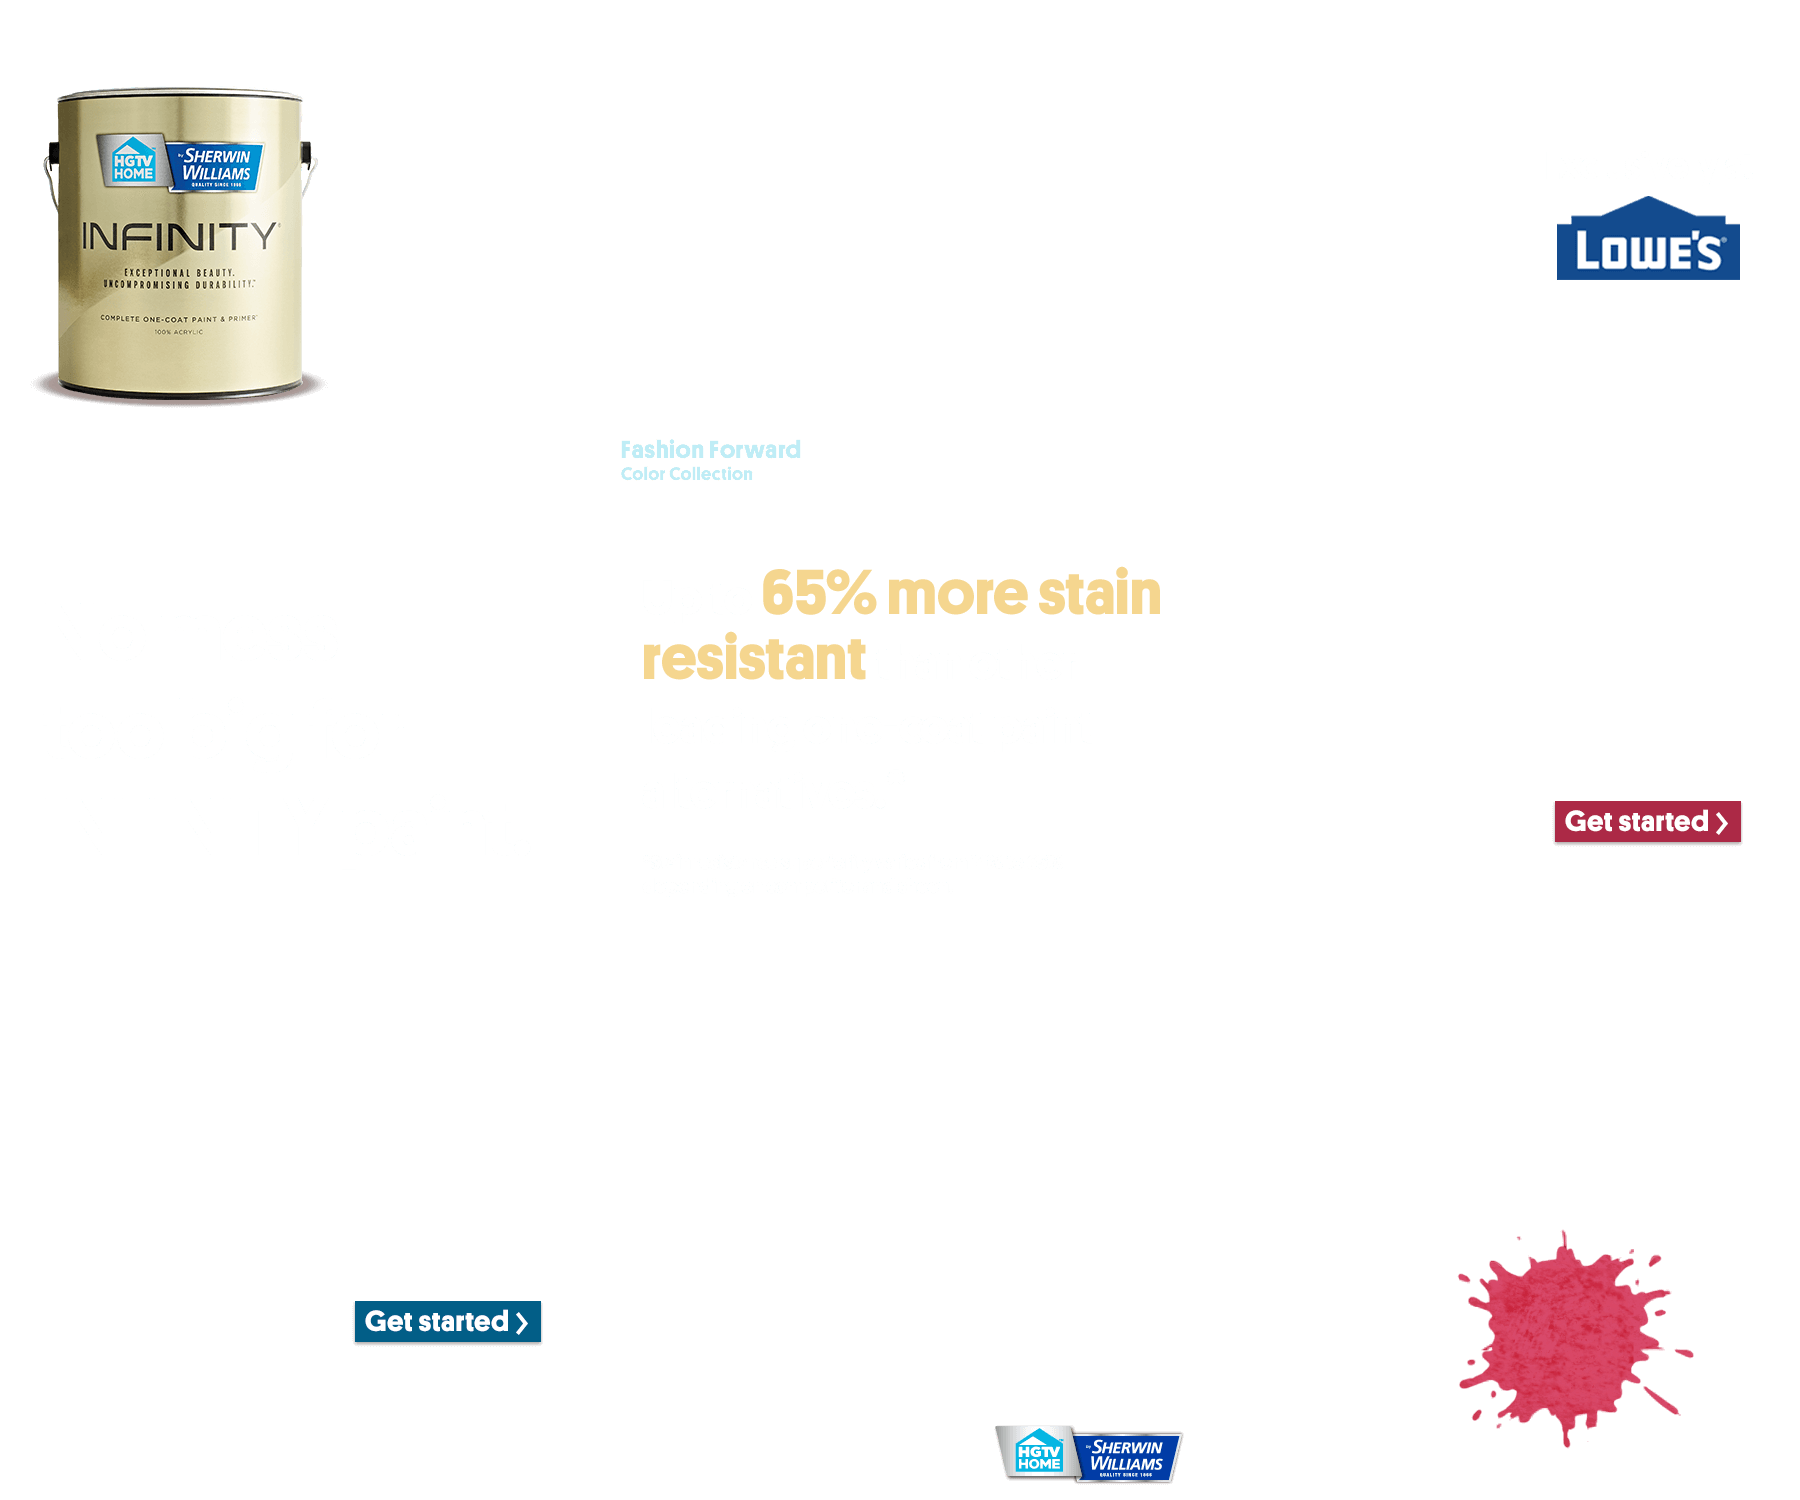 HGTV
HOME
by SHERWIN
WILLIAMS
QUALITY SINCE 1866
INFINITY®
EXCEPTIONAL BEAUTY.
UNCOMPROMISING DURABILITY.™
COMPLETE ONE-COAT PAINT & PRIMER*
100% ACRYLIC
LOWE'S®
Fashion Forward
Color Collection
65% more stain
resistant
Get started >
Get started >
HGTV
HOME
by SHERWIN
WILLIAMS
QUALITY SINCE 1866